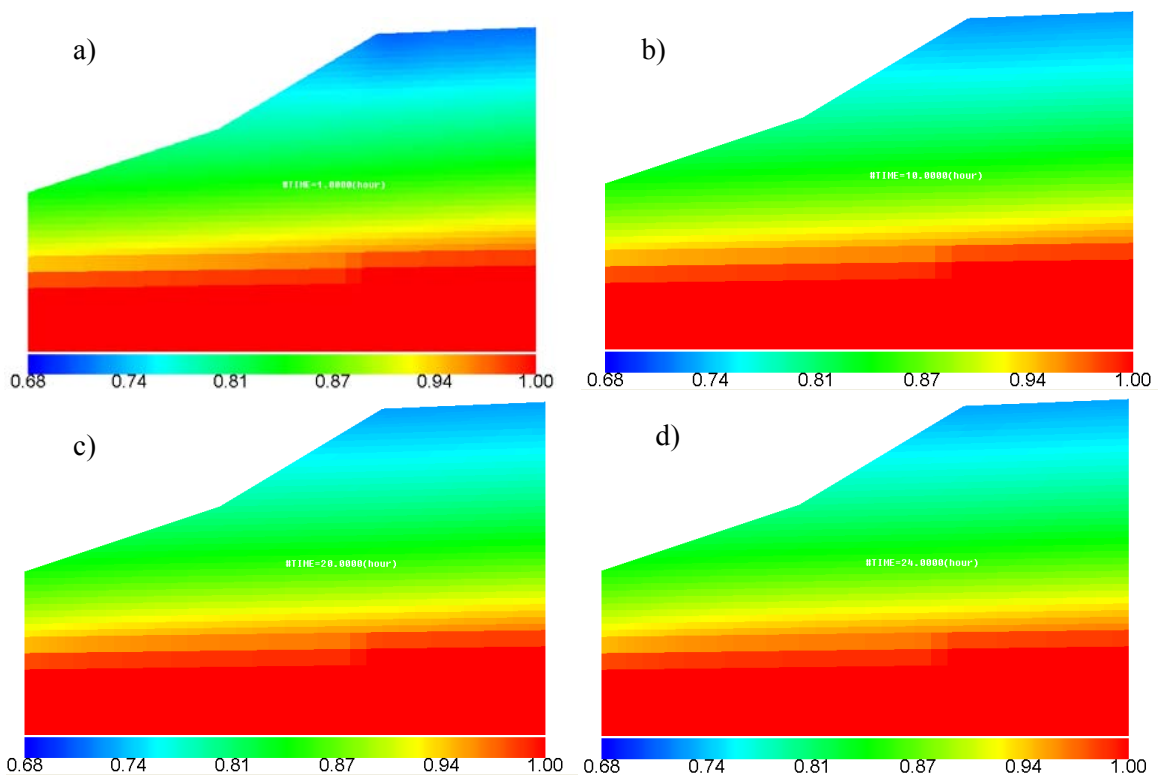 a)
b)
#TIME=1.0000(hour)
#TIME=10.0000(hour)
0.68 0.74 0.81 0.87 0.94 1.00
0.68 0.74 0.81 0.87 0.94 1.00
c)
d)
#TIME=20.0000(hour)
#TIME=24.0000(hour)
0.68 0.74 0.81 0.87 0.94 1.00
0.68 0.74 0.81 0.87 0.94 1.00